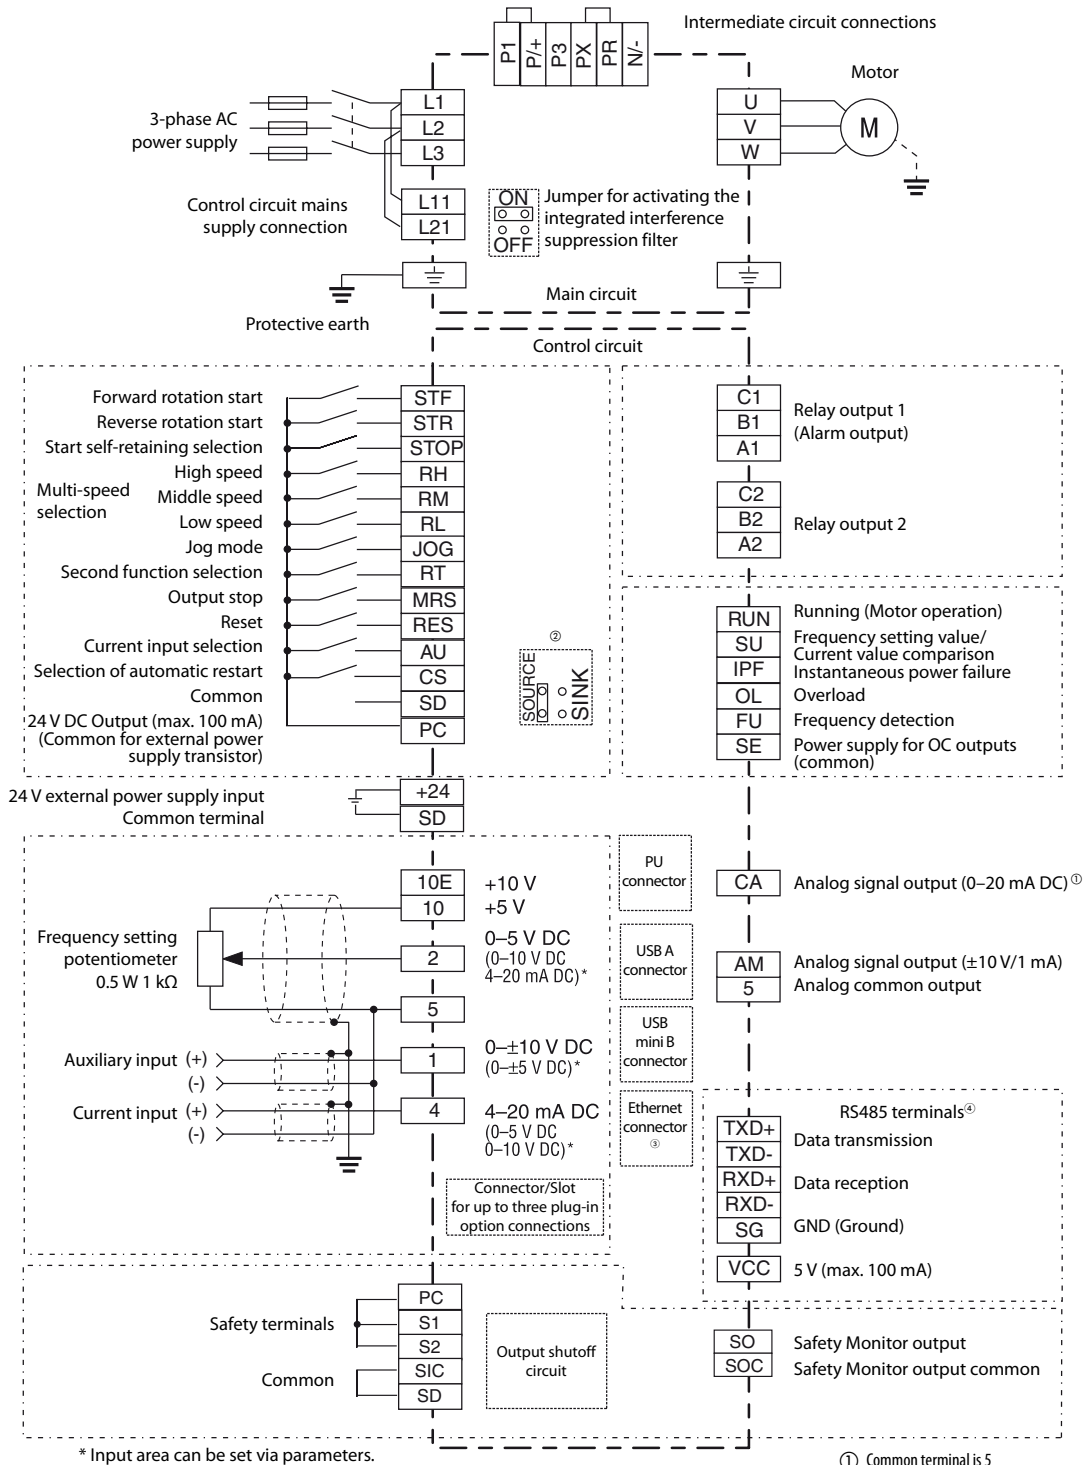 Intermediate circuit connections
P1
P/+
P3
PX
PR
N/-
Motor
3-phase AC
power supply
L1
L2
L3
U
V
W
M
Control circuit mains
supply connection
L11
L21
ON
OFF
Jumper for activating the
integrated interference
suppression filter
Main circuit
Protective earth
Control circuit
Forward rotation start
STF
Reverse rotation start
STR
Start self-retaining selection
STOP
High speed
RH
Multi-speed
selection
Middle speed
RM
Low speed
RL
Jog mode
JOG
Second function selection
RT
Output stop
MRS
Reset
RES
Current input selection
AU
Selection of automatic restart
CS
Common
SD
24 V DC Output (max. 100 mA)
(Common for external power
supply transistor)
PC
②
SOURCE
SINK
C1
B1
A1
Relay output 1
(Alarm output)
C2
B2
A2
Relay output 2
RUN
Running (Motor operation)
SU
Frequency setting value/
Current value comparison
IPF
Instantaneous power failure
OL
Overload
FU
Frequency detection
SE
Power supply for OC outputs
(common)
24 V external power supply input
+24
Common terminal
SD
10E
+10 V
10
+5 V
Frequency setting
potentiometer
0.5 W 1 kΩ
2
0–5 V DC
(0–10 V DC
4–20 mA DC)*
5
Auxiliary input (+)
(-)
1
0–±10 V DC
(0–±5 V DC)*
Current input (+)
(-)
4
4–20 mA DC
(0–5 V DC
0–10 V DC)*
Connector/Slot
for up to three plug-in
option connections
PU
connector
USB A
connector
USB
mini B
connector
Ethernet
connector
③
CA
Analog signal output (0–20 mA DC)①
AM
Analog signal output (±10 V/1 mA)
5
Analog common output
RS485 terminals④
TXD+
TXD-
Data transmission
RXD+
RXD-
Data reception
SG
GND (Ground)
VCC
5 V (max. 100 mA)
Safety terminals
PC
S1
S2
Common
SIC
SD
Output shutoff
circuit
SO
Safety Monitor output
SOC
Safety Monitor output common
* Input area can be set via parameters.
① Common terminal is 5